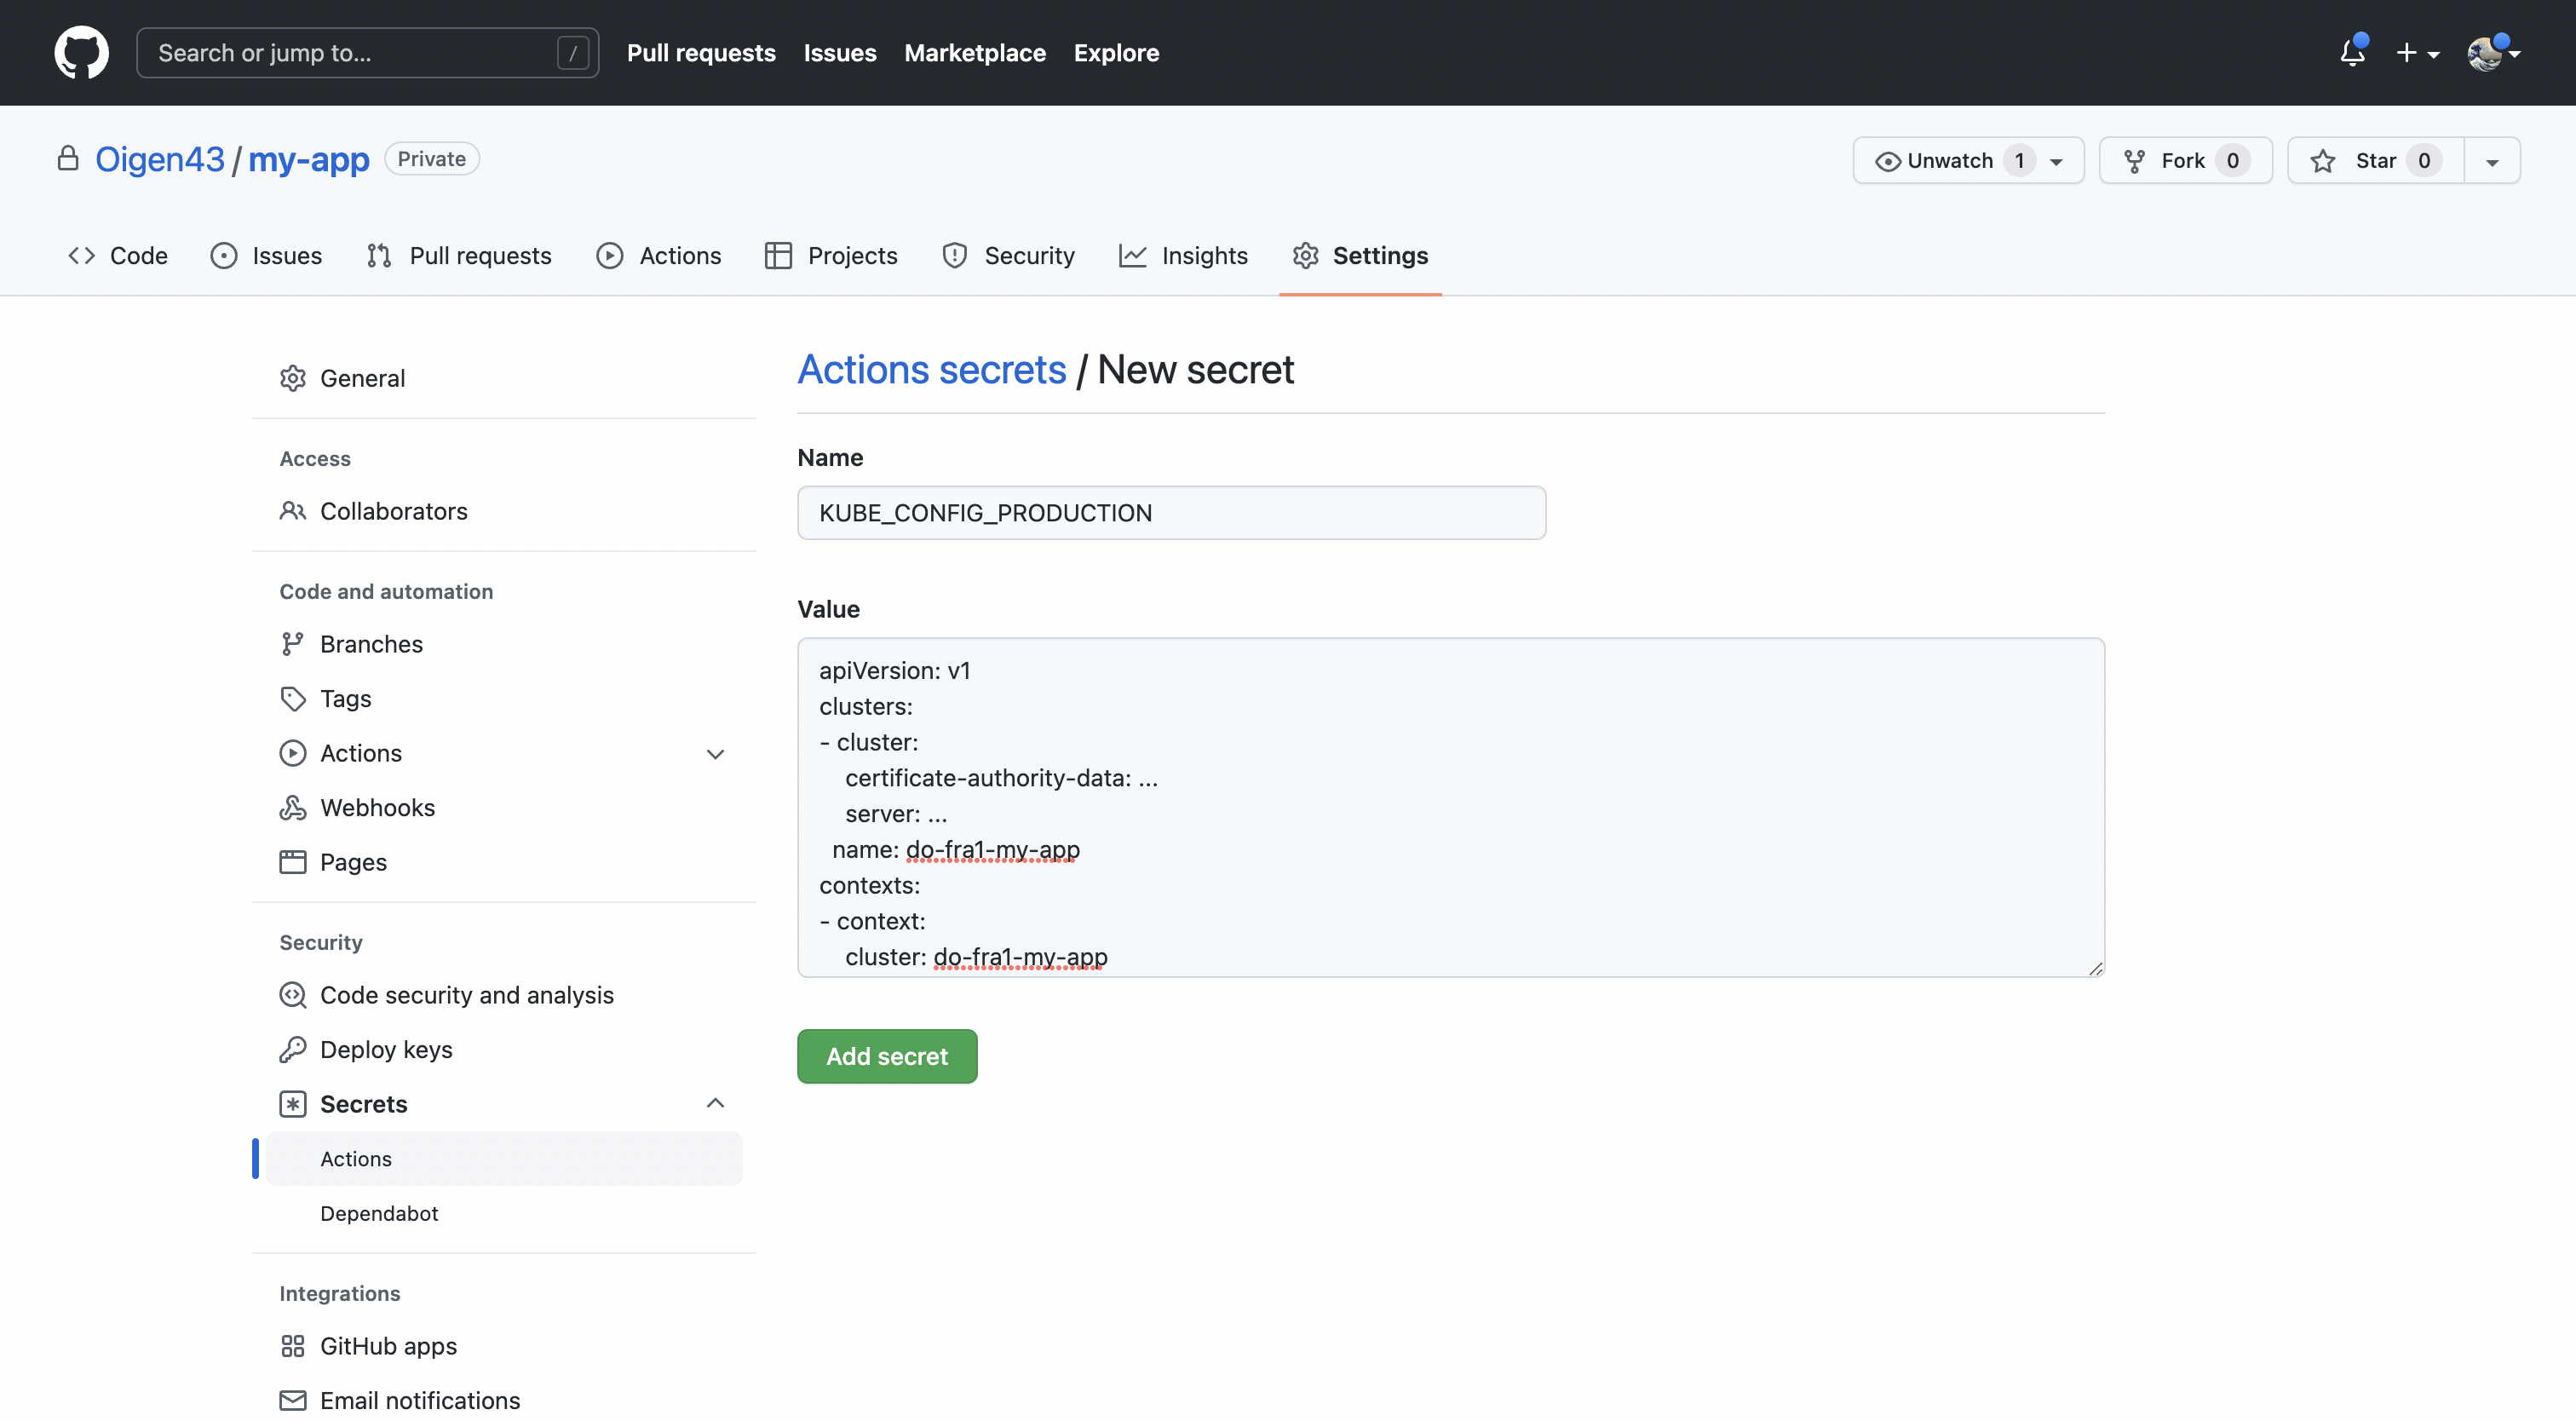 Search or jump to... /
Pull requests Issues Marketplace Explore
Oigen43 / my-app Private
Unwatch 1 Fork 0 Star 0
Code Issues Pull requests Actions Projects Security Insights Settings
General
Access
Collaborators
Code and automation
Branches
Tags
Actions
Webhooks
Pages
Security
Code security and analysis
Deploy keys
Secrets
Actions
Dependabot
Integrations
GitHub apps
Email notifications
Actions secrets / New secret
Name
KUBE_CONFIG_PRODUCTION
Value
apiVersion: v1
clusters:
- cluster:
    certificate-authority-data: ...
    server: ...
  name: do-fra1-my-app
contexts:
- context:
    cluster: do-fra1-my-app
Add secret